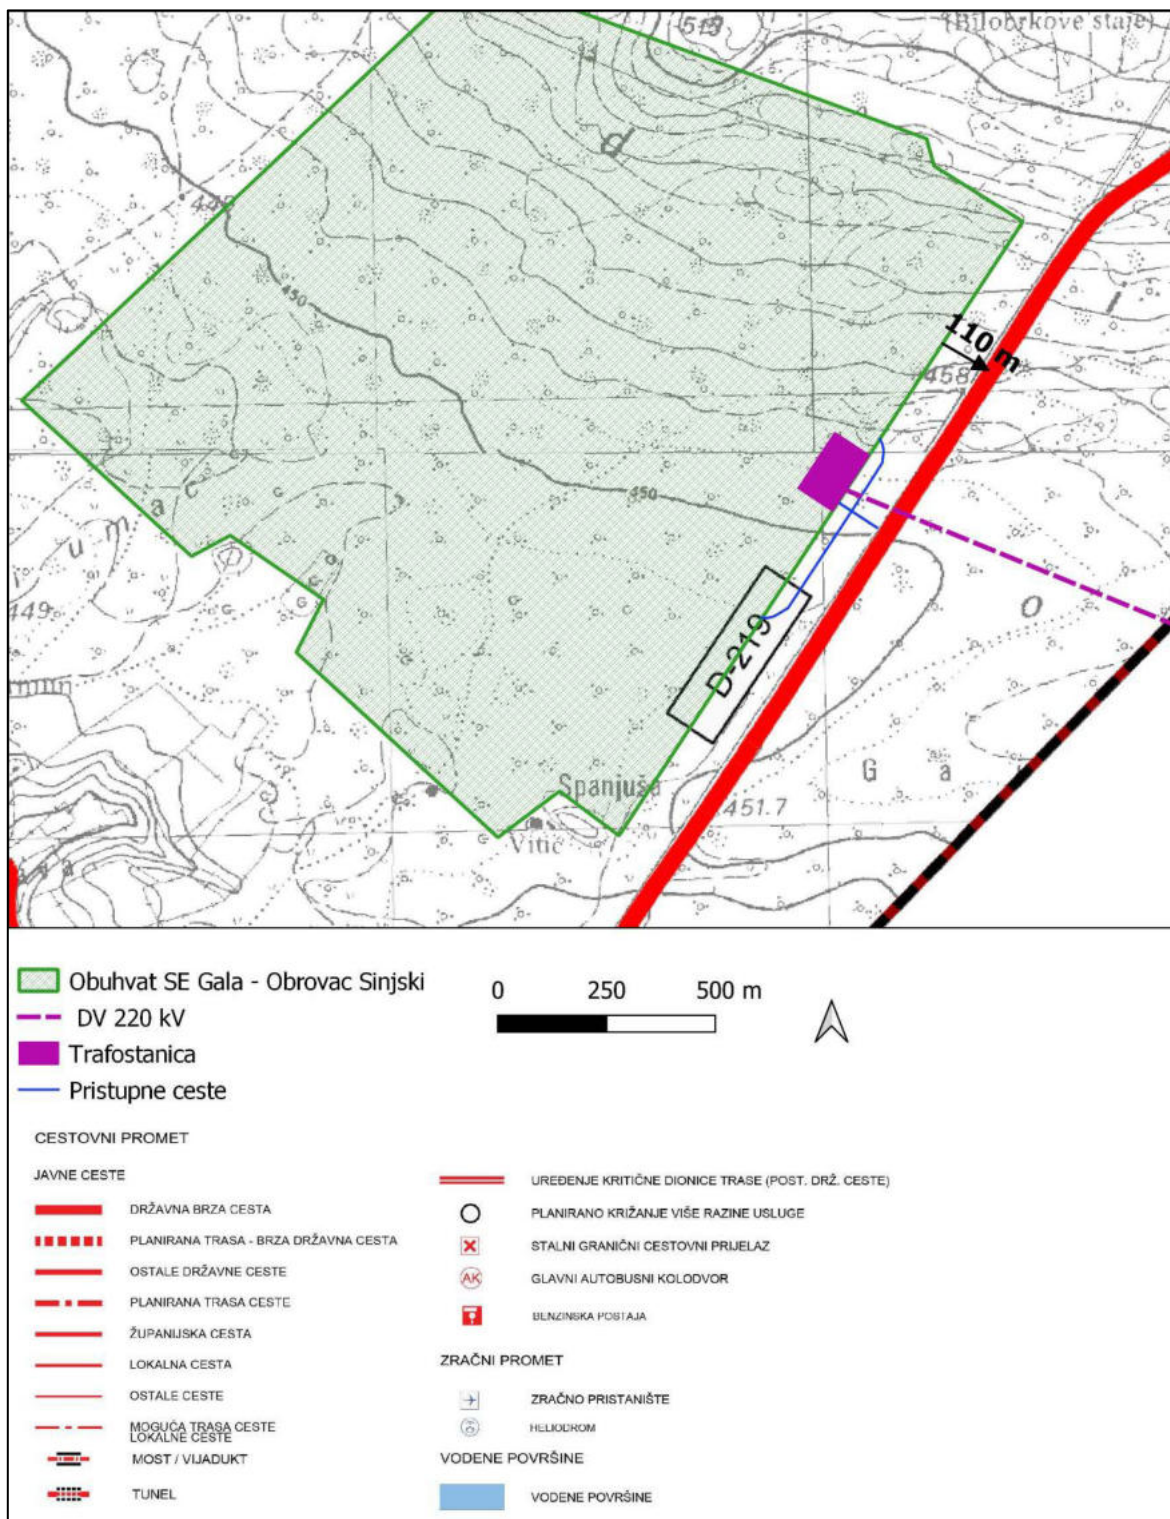 513
(Bilobrkove staje)
d
448
450
110 m
i
458
450
a
c
m
u
i
149
O
D-219
G a
Spanjuša
451.7
Vitić
Obuhvat SE Gala - Obrovac Sinjski
DV 220 kV
Trafostanica
Pristupne ceste
0 250 500 m
CESTOVNI PROMET
JAVNE CESTE
DRŽAVNA BRZA CESTA
PLANIRANA TRASA - BRZA DRŽAVNA CESTA
OSTALE DRŽAVNE CESTE
PLANIRANA TRASA CESTE
ŽUPANIJSKA CESTA
LOKALNA CESTA
OSTALE CESTE
MOGUĆA TRASA CESTE
LOKALNE CESTE
MOST / VIJADUKT
TUNEL
UREĐENJE KRITIČNE DIONICE TRASE (POST. DRŽ. CESTE)
PLANIRANO KRIŽANJE VIŠE RAZINE USLUGE
STALNI GRANIČNI CESTOVNI PRIJELAZ
AK GLAVNI AUTOBUSNI KOLODVOR
BENZINSKA POSTAJA
ZRAČNI PROMET
ZRAČNO PRISTANIŠTE
HELIODROM
VODENE POVRŠINE
VODENE POVRŠINE